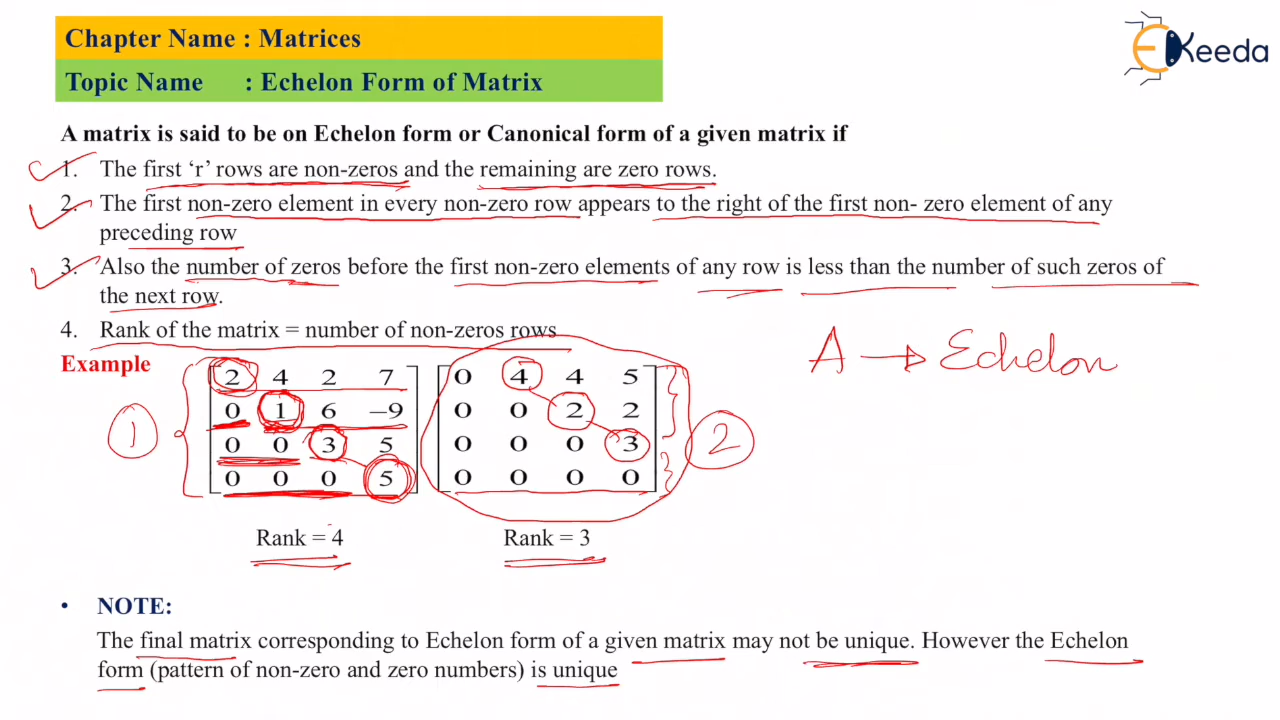 Chapter Name : Matrices
Topic Name : Echelon Form of Matrix
Keeda
A matrix is said to be on Echelon form or Canonical form of a given matrix if
1. The first ‘r’ rows are non-zeros and the remaining are zero rows.
2. The first non-zero element in every non-zero row appears to the right of the first non- zero element of any
preceding row
3. Also the number of zeros before the first non-zero elements of any row is less than the number of such zeros of
the next row.
4. Rank of the matrix = number of non-zeros rows
A → Echelon
Example
2 4 2 7 0 4 4 5
0 1 6 −9 0 0 2 2
1 0 0 3 5 0 0 0 3 2
0 0 0 5 0 0 0 0
Rank = 4 Rank = 3
• NOTE:
The final matrix corresponding to Echelon form of a given matrix may not be unique. However the Echelon
form (pattern of non-zero and zero numbers) is unique